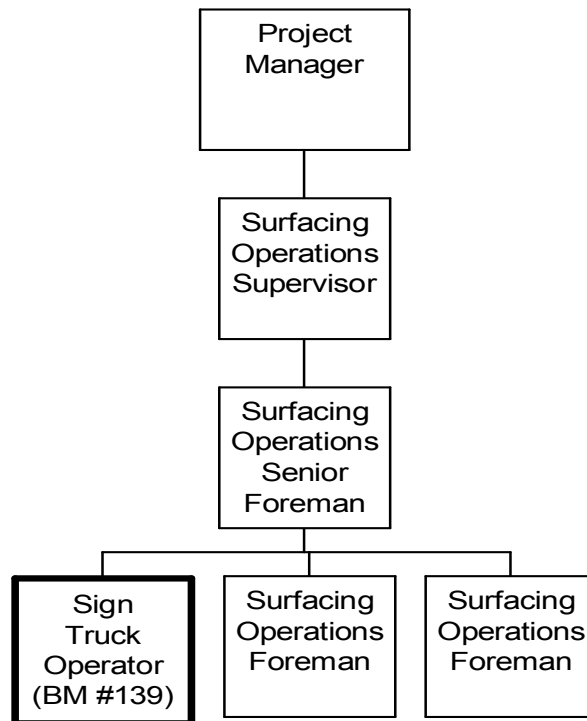 Project
Manager
Surfacing
Operations
Supervisor
Surfacing
Operations
Senior
Foreman
Sign
Truck
Operator
(BM #139)
Surfacing
Operations
Foreman
Surfacing
Operations
Foreman